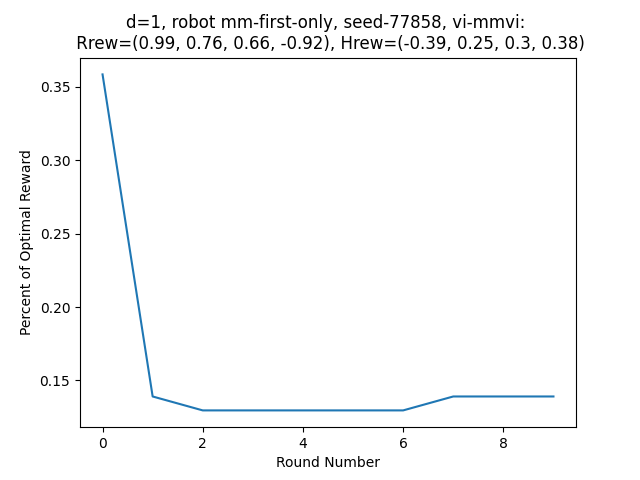 d=1, robot mm-first-only, seed-77858, vi-mmvi:
Rrew=(0.99, 0.76, 0.66, -0.92), Hrew=(-0.39, 0.25, 0.3, 0.38)
Percent of Optimal Reward
0.35
0.30
0.25
0.20
0.15
0 2 4 6 8
Round Number